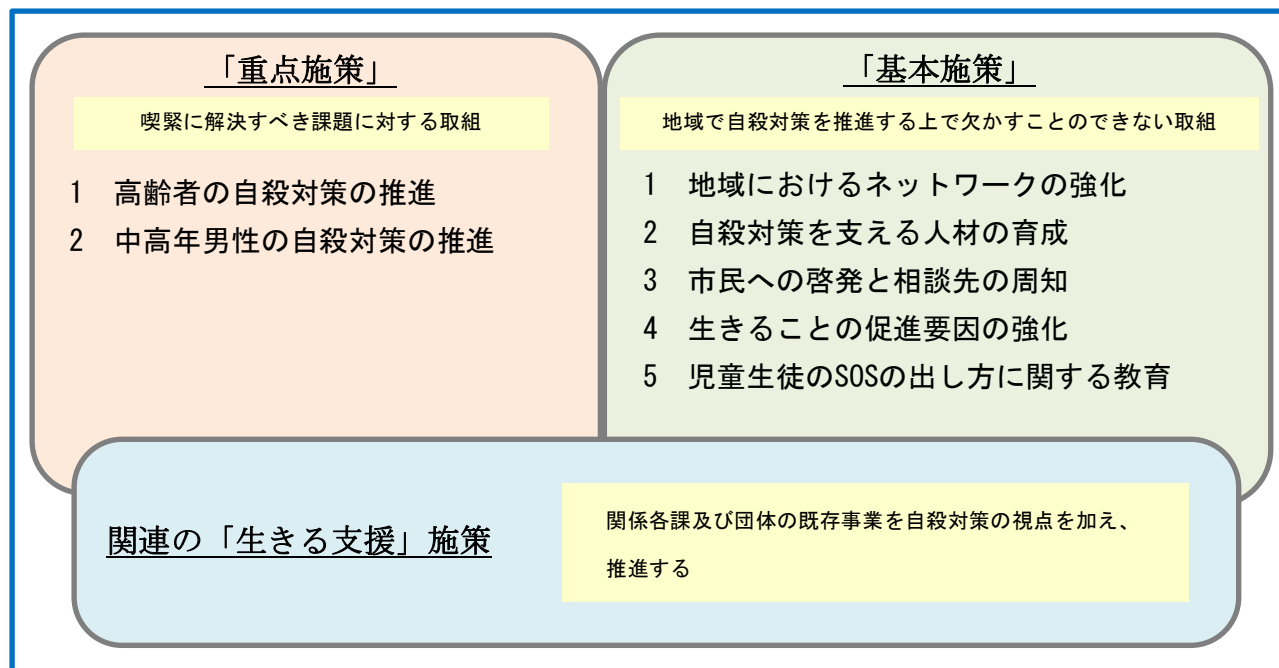 「重点施策」
喫緊に解決すべき課題に対する取組
1 高齢者の自殺対策の推進
2 中高年男性の自殺対策の推進
「基本施策」
地域で自殺対策を推進する上で欠かすことのできない取組
1 地域におけるネットワークの強化
2 自殺対策を支える人材の育成
3 市民への啓発と相談先の周知
4 生きることの促進要因の強化
5 児童生徒のSOSの出し方に関する教育
関連の「生きる支援」施策
関係各課及び団体の既存事業を自殺対策の視点を加え、
推進する